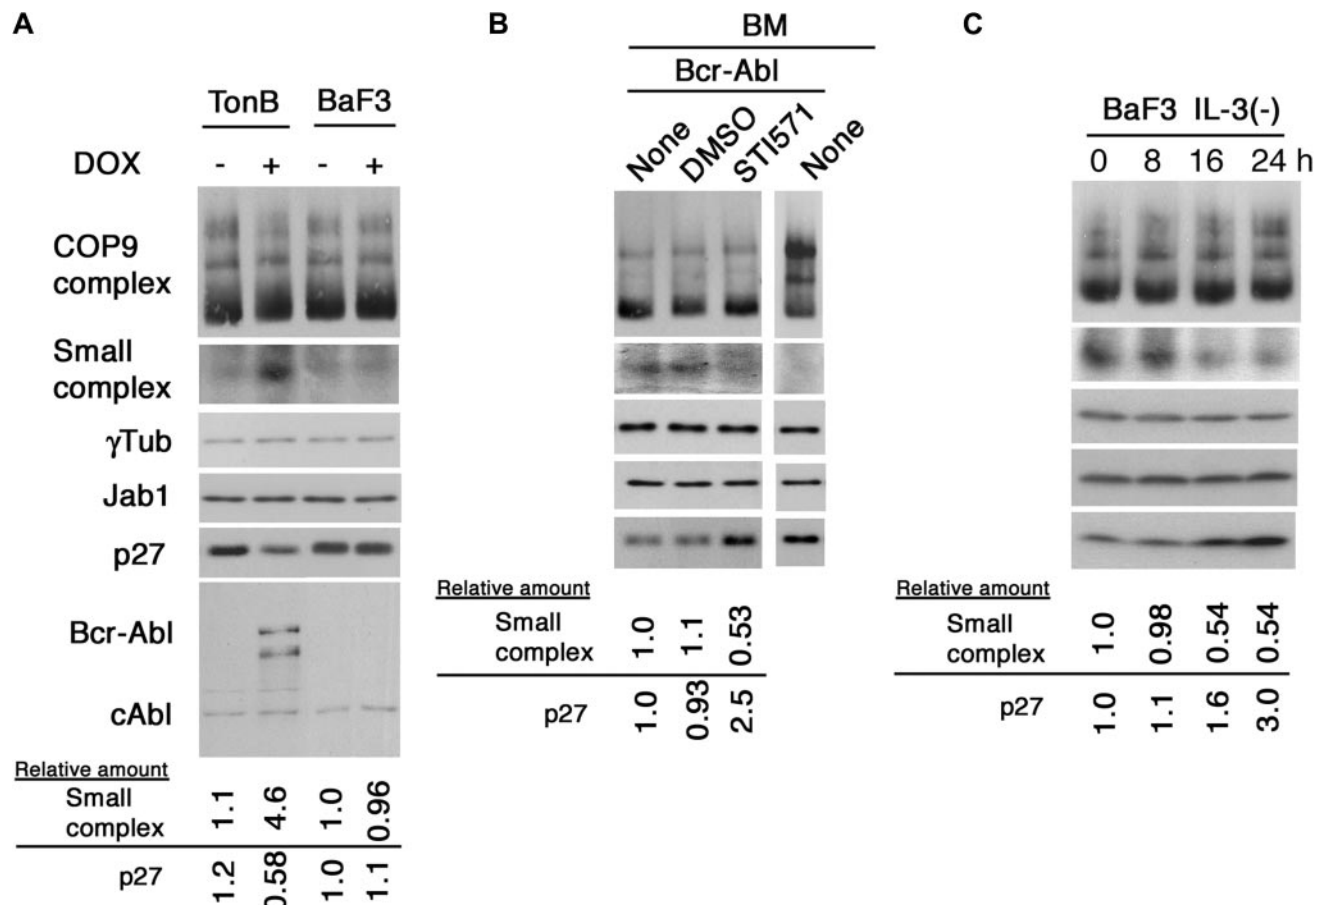 A
TonB BaF3
DOX - + - +
COP9
complex
Small
complex
γTub
Jab1
p27
Bcr-Abl
cAbl
Relative amount
Small
complex 1.1 4.6 1.0 0.96
p27 1.2 0.58 1.0 1.1
B
BM
Bcr-Abl
None DMSO STI571 None
Relative amount
Small
complex 1.0 1.1 0.53
p27 1.0 0.93 2.5
C
BaF3 IL-3(-)
0 8 16 24 h
Relative amount
Small
complex 1.0 0.98 0.54 0.54
p27 1.0 1.1 1.6 3.0